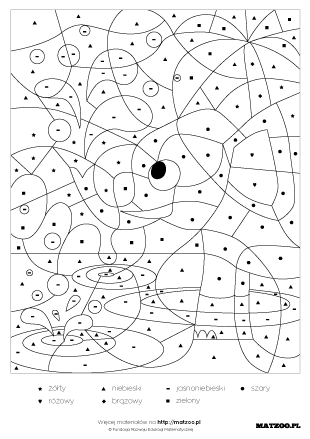 ★ żółty ▲ niebieski – jasnoniebieski ● szary
♥ różowy ◆ brązowy ■ zielony
Więcej materiałów na http://matzoo.pl
© Fundacja Rozwoju Edukacji Matematycznej
MATZOO.PL